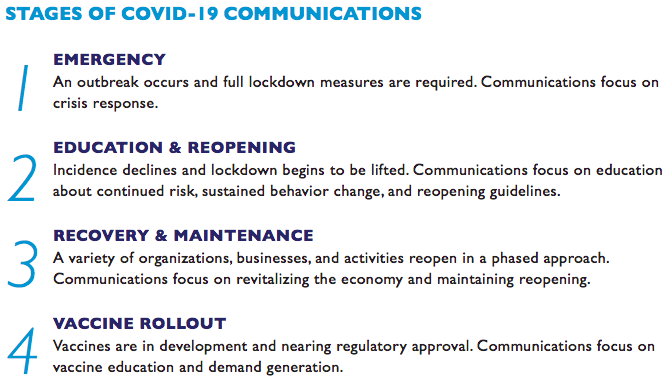 STAGES OF COVID-19 COMMUNICATIONS
1
EMERGENCY
An outbreak occurs and full lockdown measures are required. Communications focus on
crisis response.
2
EDUCATION & REOPENING
Incidence declines and lockdown begins to be lifted. Communications focus on education
about continued risk, sustained behavior change, and reopening guidelines.
3
RECOVERY & MAINTENANCE
A variety of organizations, businesses, and activities reopen in a phased approach.
Communications focus on revitalizing the economy and maintaining reopening.
4
VACCINE ROLLOUT
Vaccines are in development and nearing regulatory approval. Communications focus on
vaccine education and demand generation.